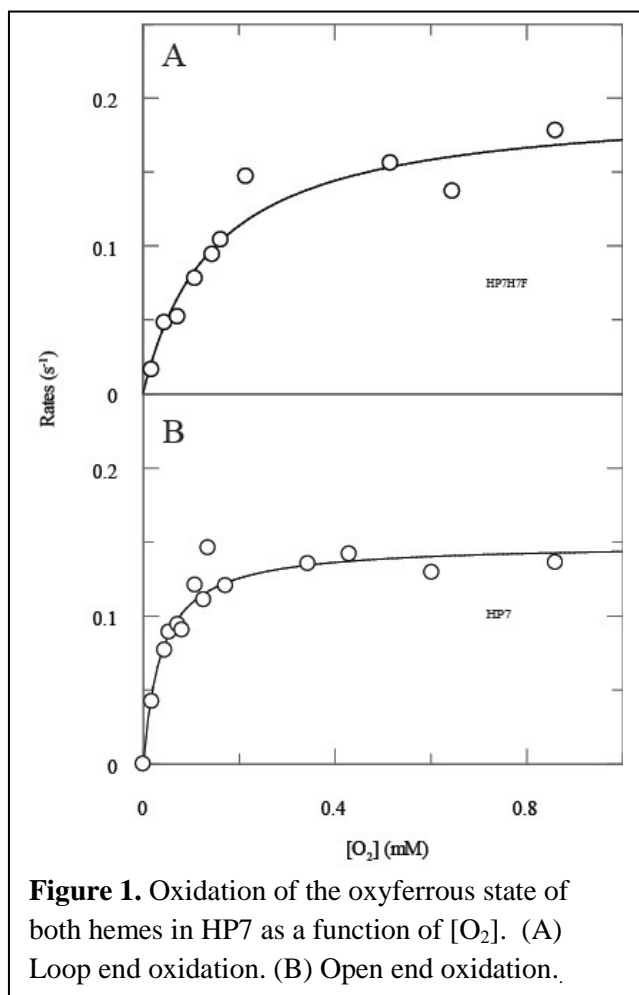 A
0.2
0.1
HP7H7F
0
Rates (s⁻¹)
B
0.2
0.1
HP7
0
0 0.4 0.8
[O₂] (mM)
Figure 1. Oxidation of the oxyferrous state of
both hemes in HP7 as a function of [O₂]. (A)
Loop end oxidation. (B) Open end oxidation..